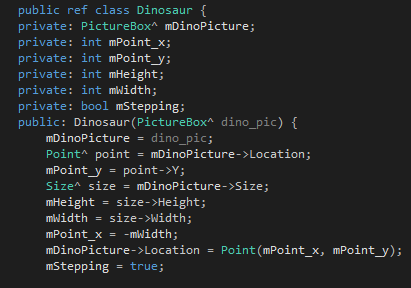 public ref class Dinosaur {
private: PictureBox^ mDinoPicture;
private: int mPoint_x;
private: int mPoint_y;
private: int mHeight;
private: int mWidth;
private: bool mStepping;
public: Dinosaur(PictureBox^ dino_pic) {
    mDinoPicture = dino_pic;
    Point^ point = mDinoPicture->Location;
    mPoint_y = point->Y;
    Size^ size = mDinoPicture->Size;
    mHeight = size->Height;
    mWidth = size->Width;
    mPoint_x = -mWidth;
    mDinoPicture->Location = Point(mPoint_x, mPoint_y);
    mStepping = true;